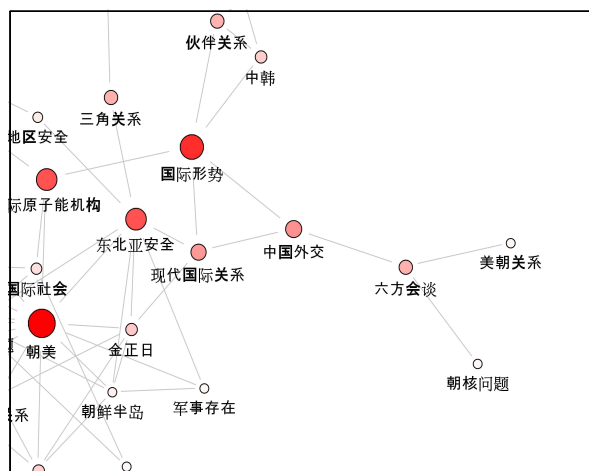 伙伴关系
中韩
三角关系
地区安全
国际形势
际原子能机构
东北亚安全
中国外交
美朝关系
现代国际关系
国际社会
六方会谈
朝美
金正日
朝核问题
朝鲜半岛
军事存在
系